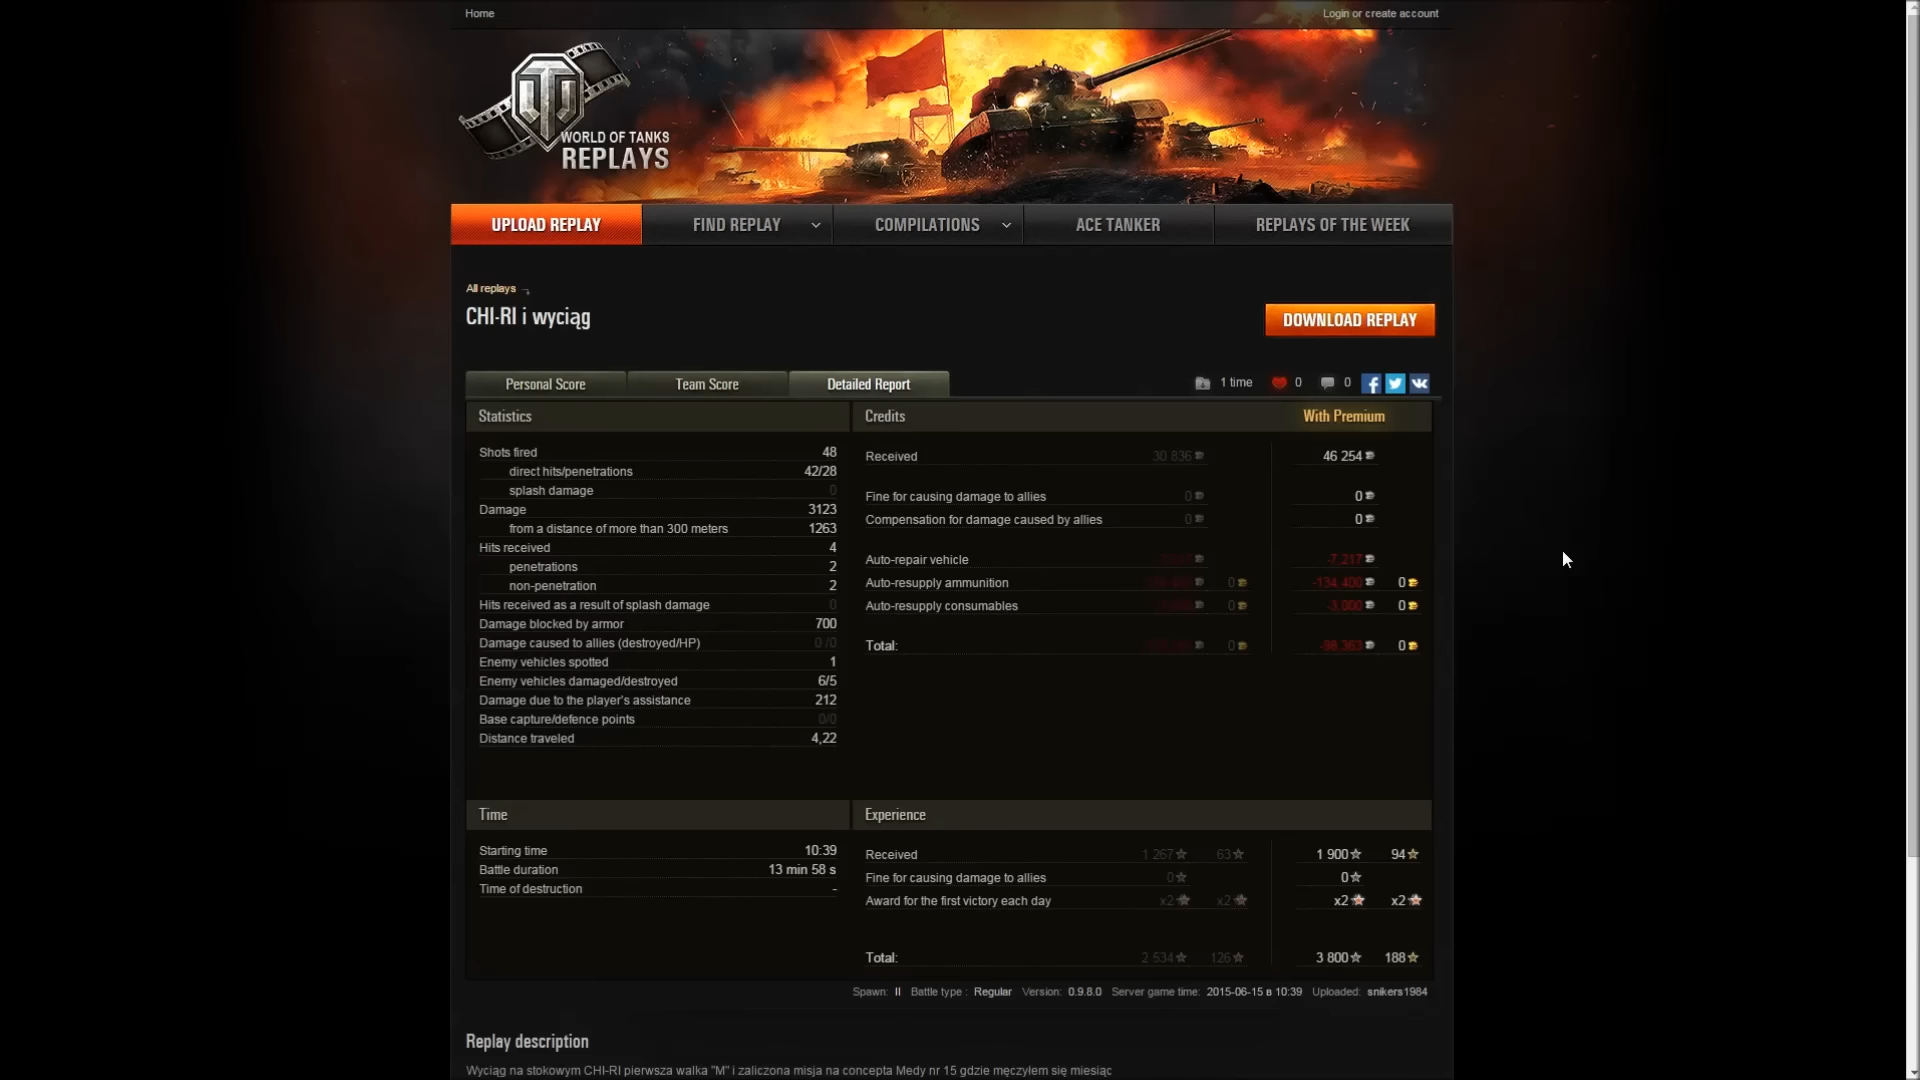 Home
Login or create account
WORLD OF TANKS
REPLAYS
UPLOAD REPLAY
FIND REPLAY
COMPILATIONS
ACE TANKER
REPLAYS OF THE WEEK
All replays
CHI-RI i wyciąg
DOWNLOAD REPLAY
Personal Score
Team Score
Detailed Report
1 time
0
0
Statistics
Shots fired 48
direct hits/penetrations 42/28
splash damage 0
Damage 3123
from a distance of more than 300 meters 1263
Hits received 4
penetrations 2
non-penetration 2
Hits received as a result of splash damage 0
Damage blocked by armor 700
Damage caused to allies (destroyed/HP) 0 /0
Enemy vehicles spotted 1
Enemy vehicles damaged/destroyed 6/5
Damage due to the player's assistance 212
Base capture/defence points 0/0
Distance traveled 4,22
Credits With Premium
Received 30 836 46 254
Fine for causing damage to allies 0 0
Compensation for damage caused by allies 0 0
Auto-repair vehicle -7,217
Auto-resupply ammunition 0 -134,400 0
Auto-resupply consumables 0 -3,000 0
Total: 0 -98,363 0
Time
Starting time 10:39
Battle duration 13 min 58 s
Time of destruction -
Experience
Received 1 267 63 1 900 94
Fine for causing damage to allies 0 0
Award for the first victory each day x2 x2 x2 x2
Total: 2 534 126 3 800 188
Spawn: II Battle type : Regular Version: 0.9.8.0 Server game time: 2015-06-15 в 10:39 Uploaded: snikers1984
Replay description
Wyciąg na stokowym CHI-RI pierwsza walka "M" i zaliczona misja na concepta Medy nr 15 gdzie męczyłem się miesiąc